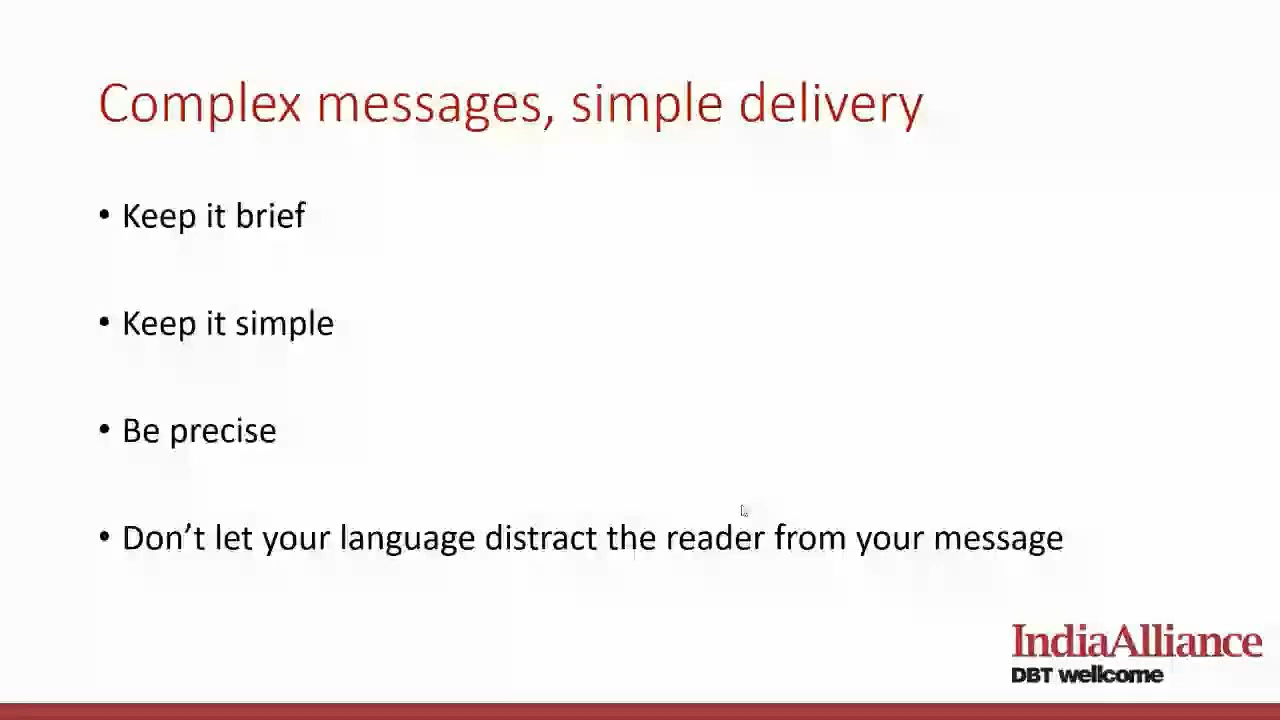 Complex messages, simple delivery
• Keep it brief
• Keep it simple
• Be precise
• Don’t let your language distract the reader from your message
IndiaAlliance
DBT wellcome